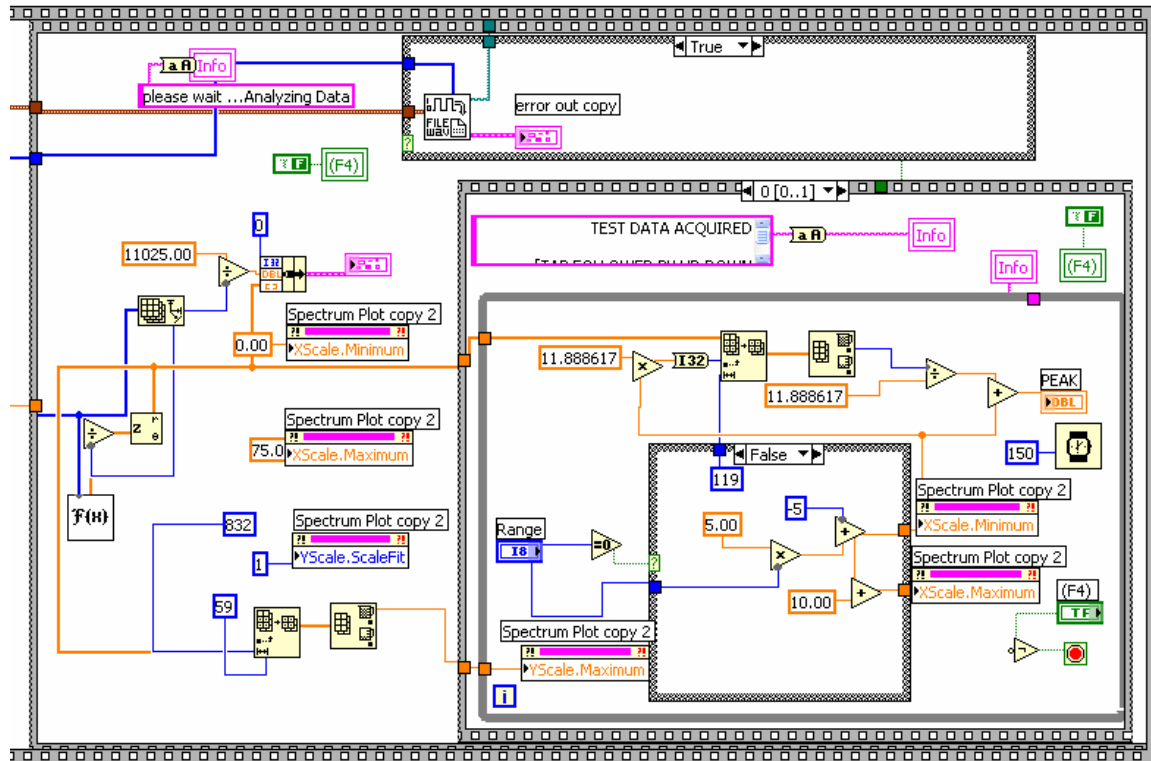 True
a A
Info
please wait ...Analyzing Data
error out copy
FILE
wav
?
F
(F4)
0 [0..1]
TEST DATA ACQUIRED
a A
Info
F
(F4)
Info
0
11025.00
÷
I32
DBL
Spectrum Plot copy 2
0.00
XScale.Minimum
11.888617
x
I32
11.888617
÷
+
PEAK
DBL
Spectrum Plot copy 2
75.0
XScale.Maximum
÷
z
r
θ
False
150
119
F(x)
832
Spectrum Plot copy 2
1
YScale.ScaleFit
Range
I8
=0
?
5.00
-5
x
+
Spectrum Plot copy 2
XScale.Minimum
10.00
+
Spectrum Plot copy 2
XScale.Maximum
59
Spectrum Plot copy 2
YScale.Maximum
(F4)
TF
i